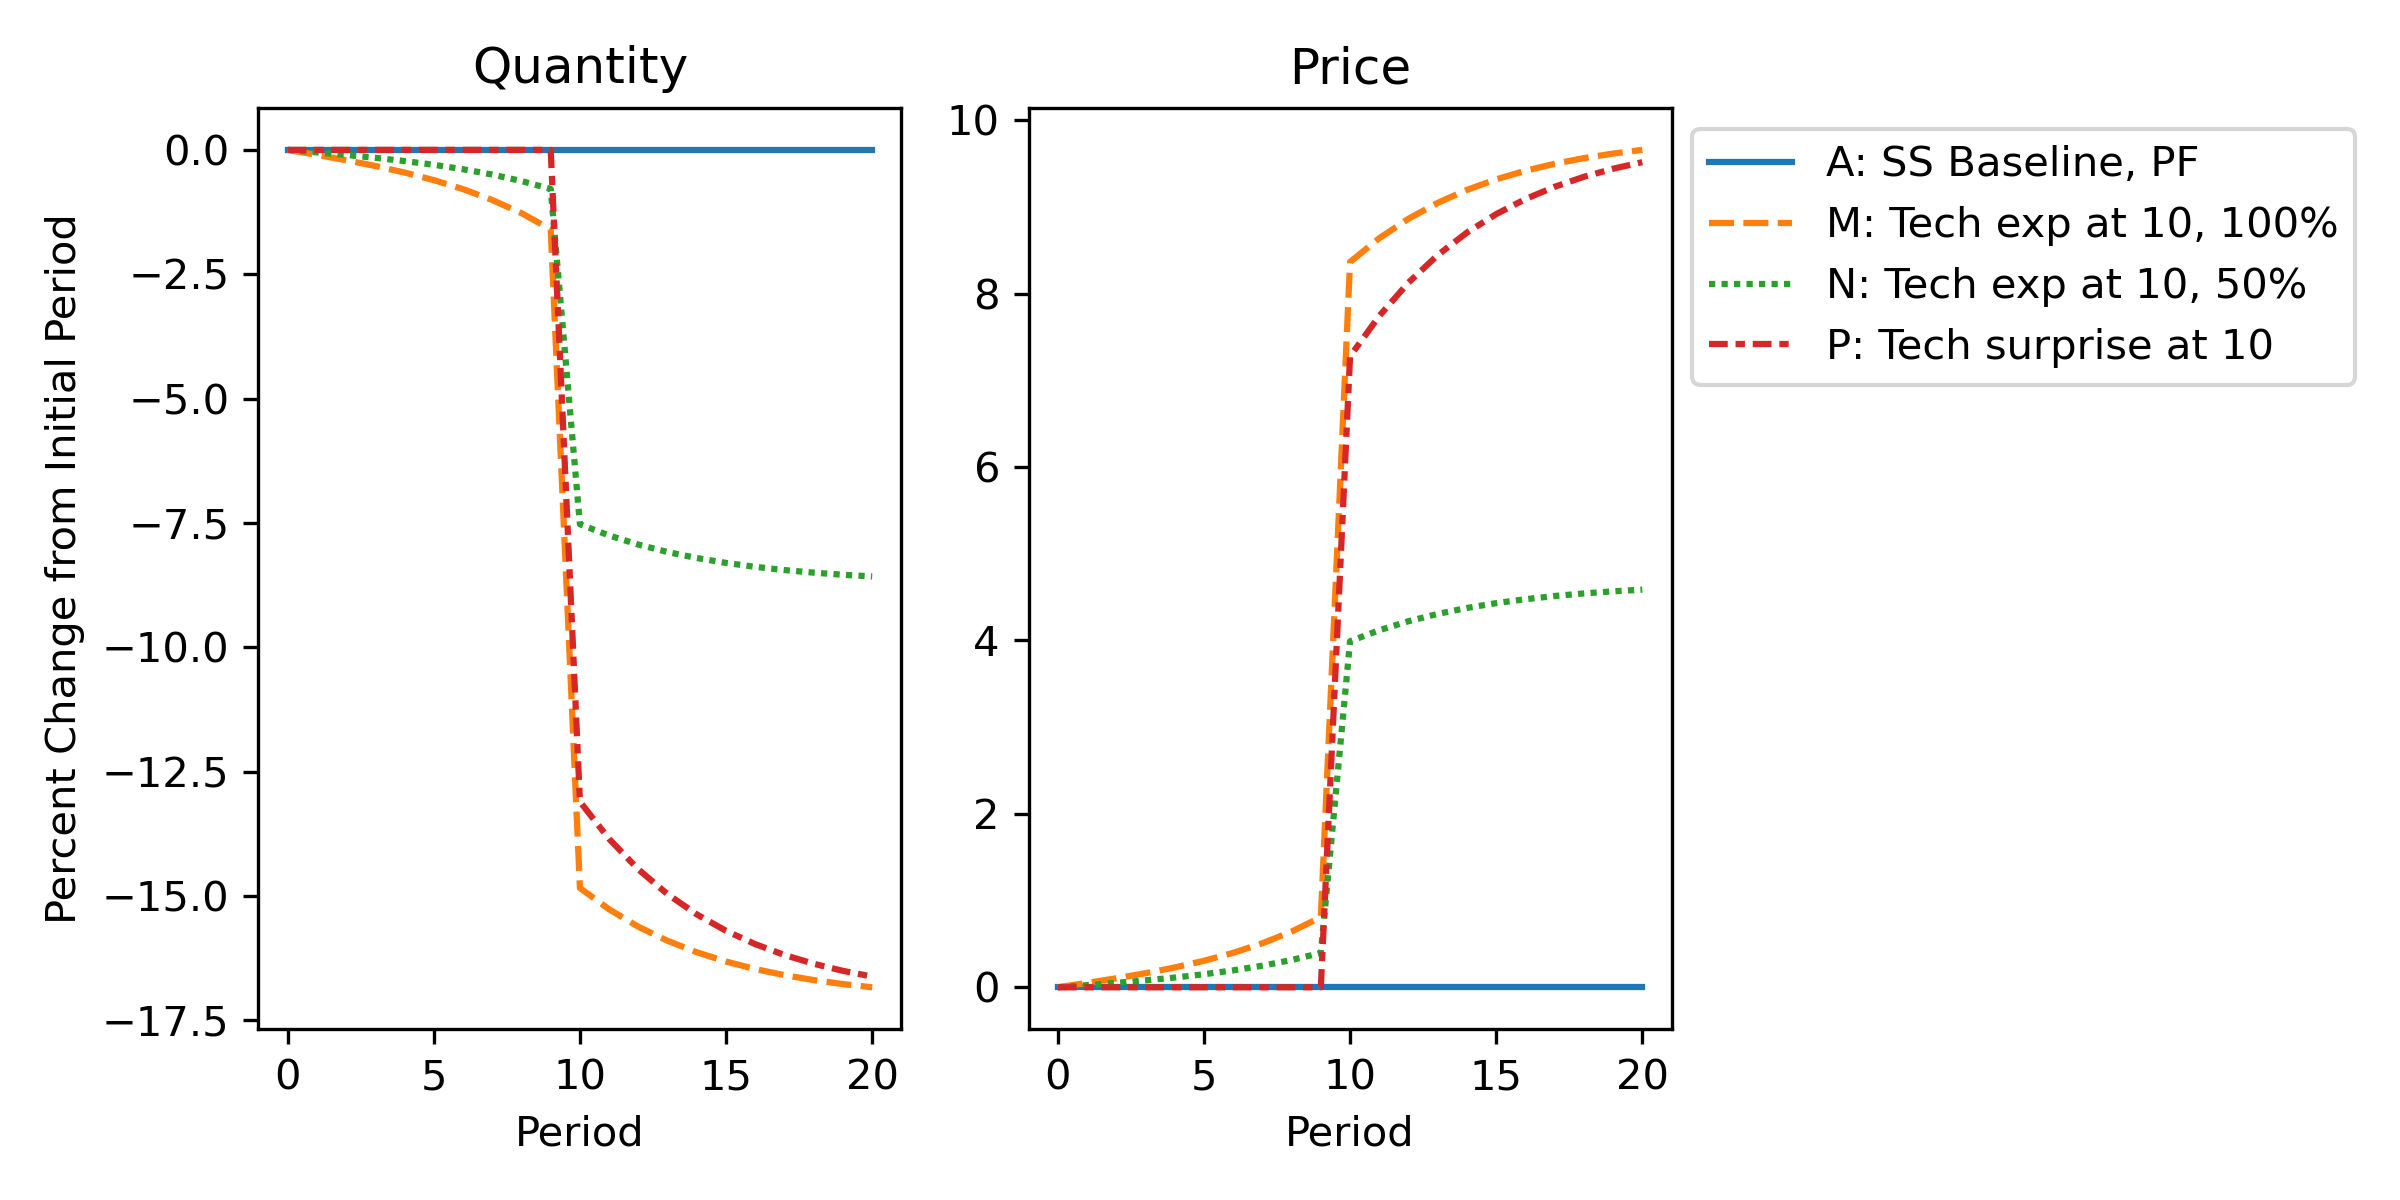 Quantity
Price
Percent Change from Initial Period
0.0
−2.5
−5.0
−7.5
−10.0
−12.5
−15.0
−17.5
0 5 10 15 20
Period
10
8
6
4
2
0
0 5 10 15 20
Period
A: SS Baseline, PF
M: Tech exp at 10, 100%
N: Tech exp at 10, 50%
P: Tech surprise at 10